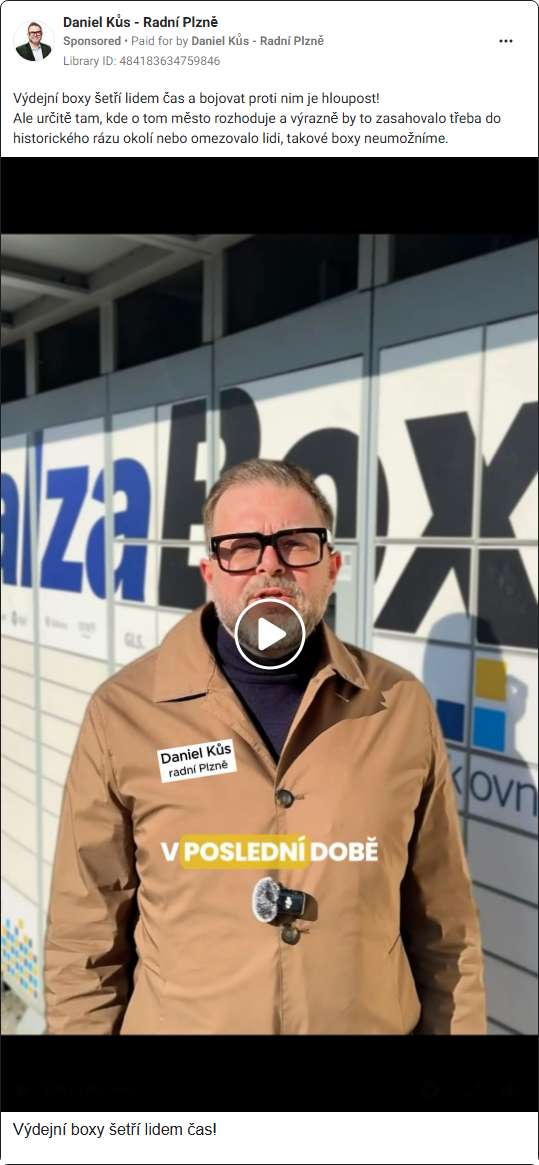 Daniel Kůs - Radní Plzně
Sponsored • Paid for by Daniel Kůs - Radní Plzně
Library ID: 484183634759846
Výdejní boxy šetří lidem čas a bojovat proti nim je hloupost!
Ale určitě tam, kde o tom město rozhoduje a výrazně by to zasahovalo třeba do
historického rázu okolí nebo omezovalo lidi, takové boxy neumožníme.
alzaBox
GLS.
kovn
Daniel Kůs
radní Plzně
V POSLEDNÍ DOBĚ
Výdejní boxy šetří lidem čas!